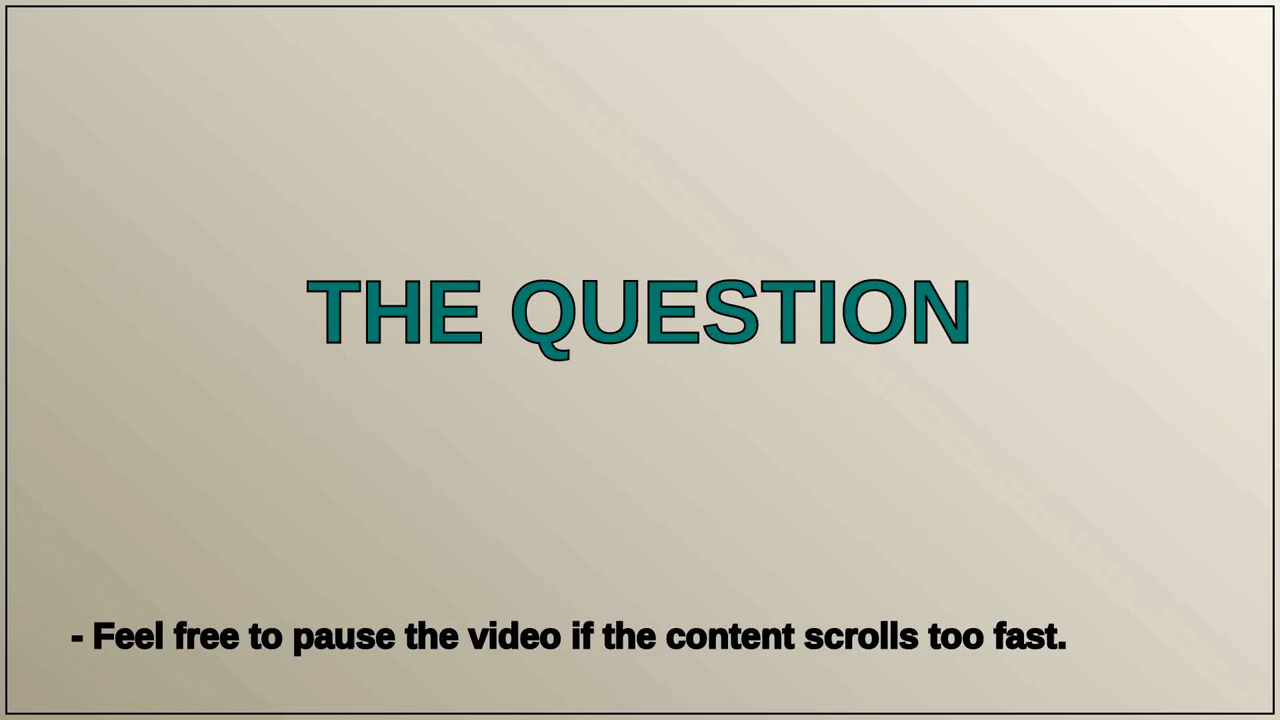 THE QUESTION
- Feel free to pause the video if the content scrolls too fast.